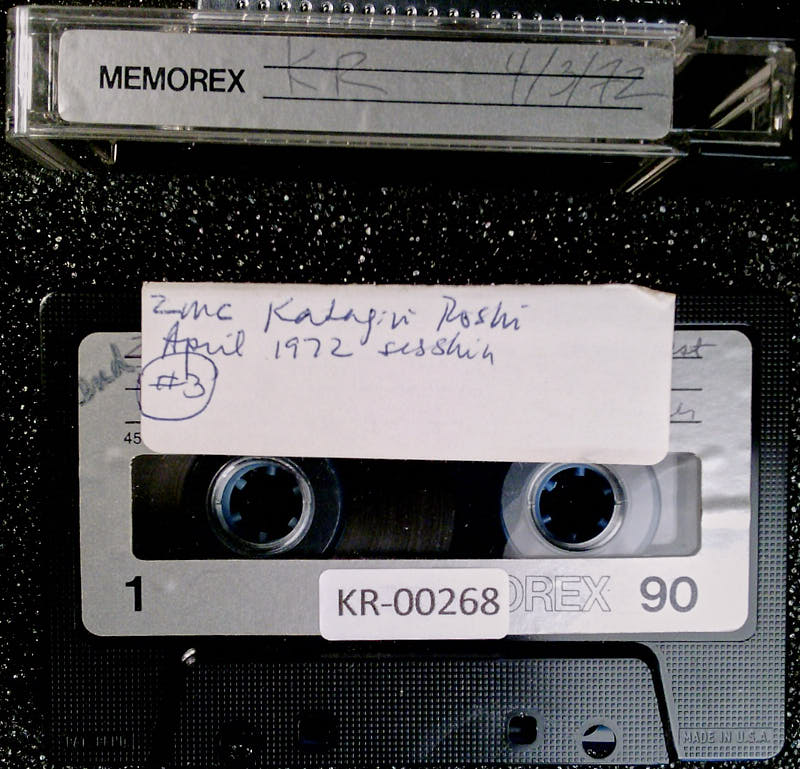 MEMOREX KR 4/3/72
ZMC Katagiri Roshi
April 1972 sesshin
end
#3
45
1
KR-00268
OREX 90
MADE IN U.S.A.